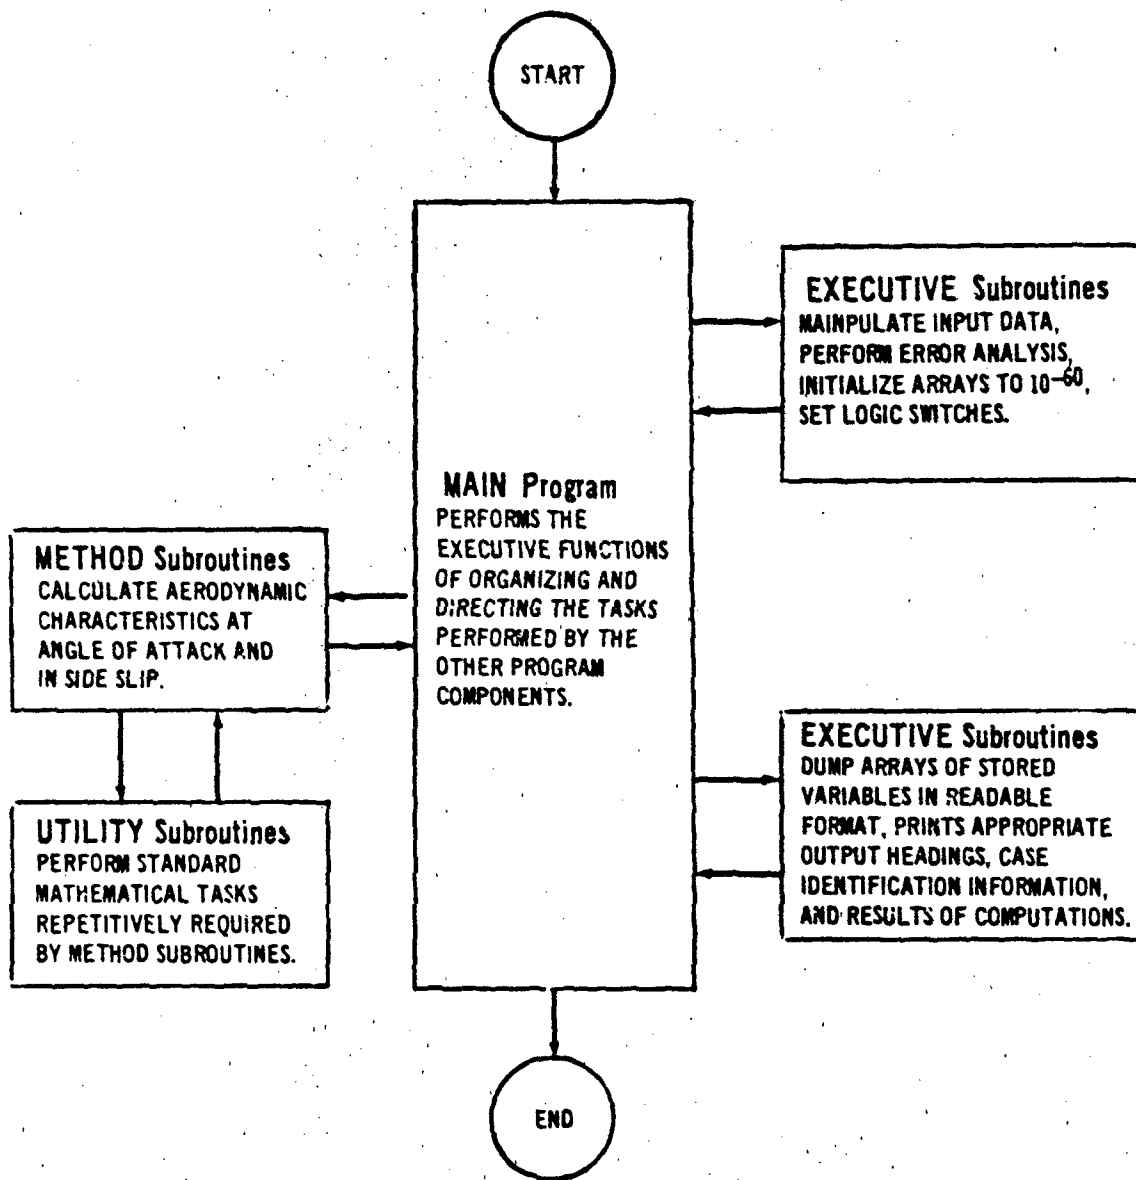 START
EXECUTIVE Subroutines
MAINPULATE INPUT DATA,
PERFORM ERROR ANALYSIS,
INITIALIZE ARRAYS TO 10⁻⁶⁰,
SET LOGIC SWITCHES.
MAIN Program
PERFORMS THE
EXECUTIVE FUNCTIONS
OF ORGANIZING AND
DIRECTING THE TASKS
PERFORMED BY THE
OTHER PROGRAM
COMPONENTS.
METHOD Subroutines
CALCULATE AERODYNAMIC
CHARACTERISTICS AT
ANGLE OF ATTACK AND
IN SIDE SLIP.
UTILITY Subroutines
PERFORM STANDARD
MATHEMATICAL TASKS
REPETITIVELY REQUIRED
BY METHOD SUBROUTINES.
EXECUTIVE Subroutines
DUMP ARRAYS OF STORED
VARIABLES IN READABLE
FORMAT, PRINTS APPROPRIATE
OUTPUT HEADINGS, CASE
IDENTIFICATION INFORMATION,
AND RESULTS OF COMPUTATIONS.
END